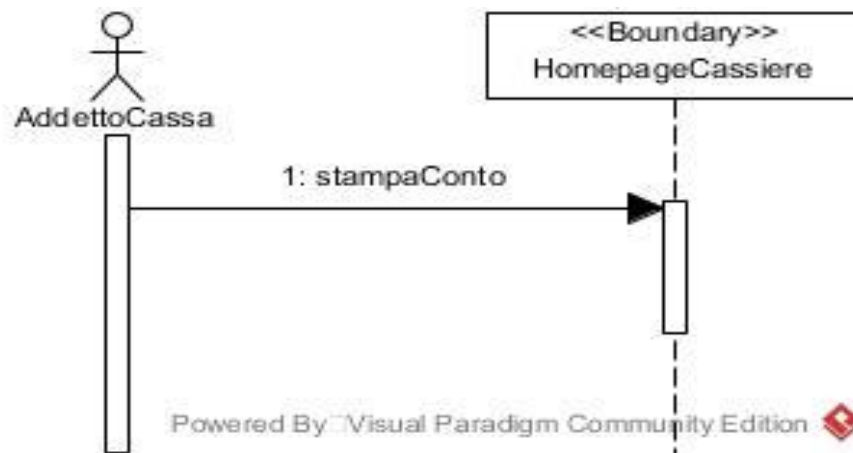 <<Boundary>>
HomepageCassiere
AddettoCassa
1: stampaConto
Powered By Visual Paradigm Community Edition